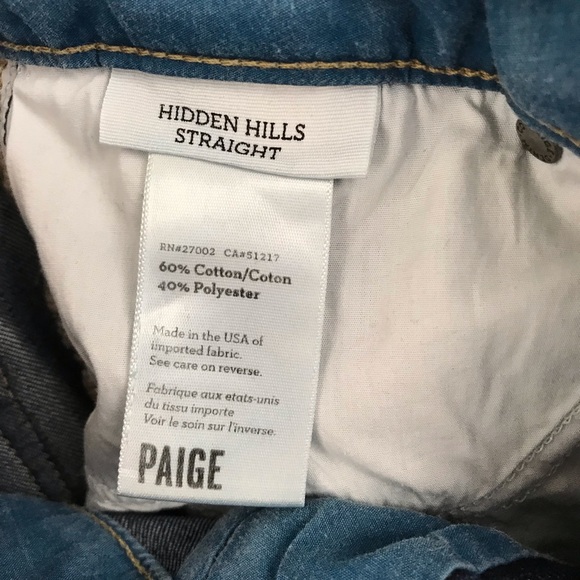 HIDDEN HILLS
STRAIGHT
RN#27002 CA#51217
60% Cotton/Coton
40% Polyester
Made in the USA of
imported fabric.
See care on reverse.
Fabrique aux etats-unis
du tissu importe
Voir le soin sur l'inverse.
PAIGE